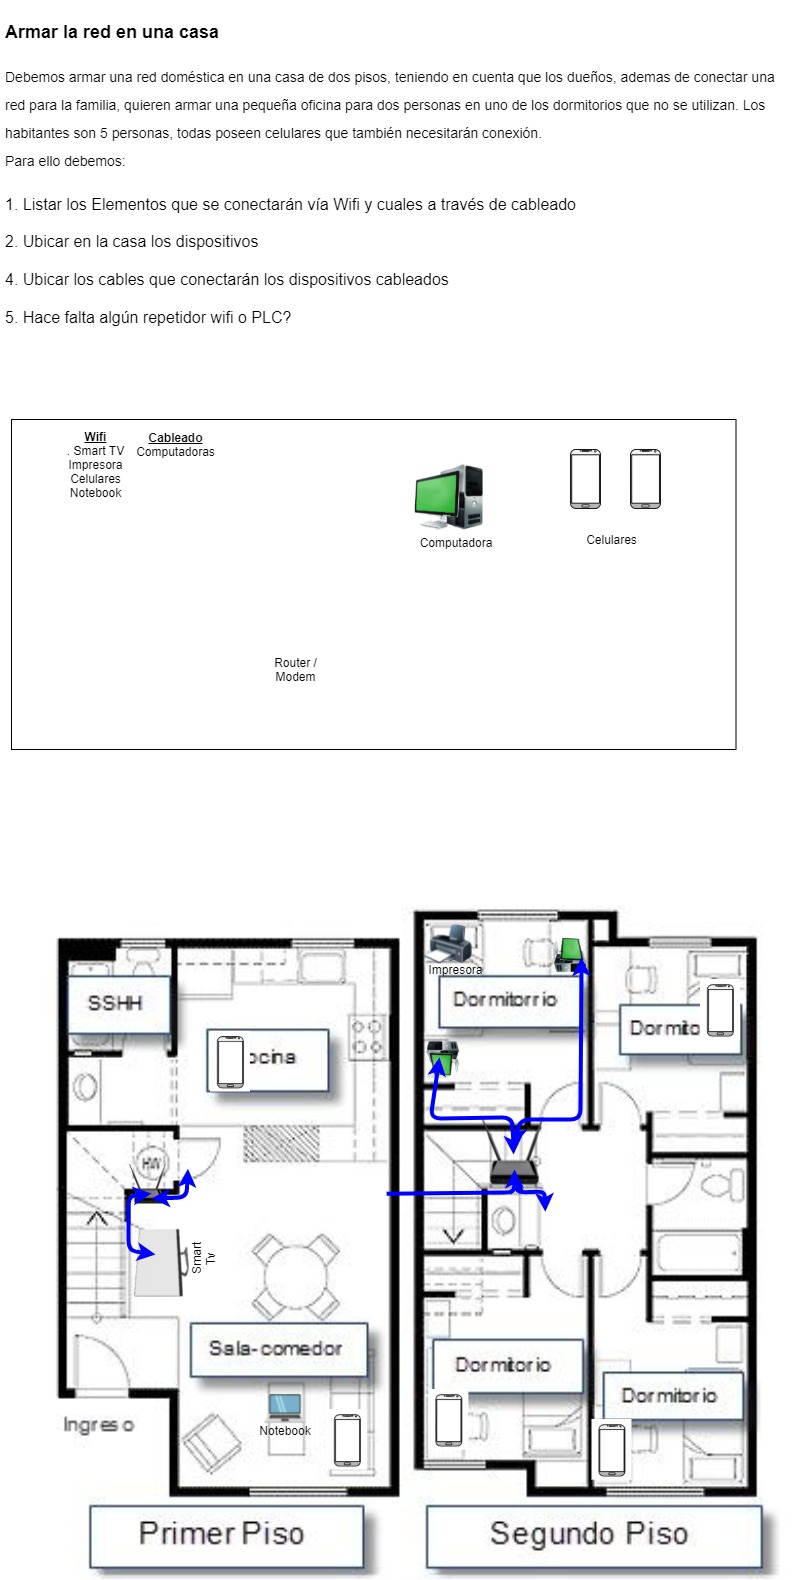 Armar la red en una casa
Debemos armar una red doméstica en una casa de dos pisos, teniendo en cuenta que los dueños, ademas de conectar una
red para la familia, quieren armar una pequeña oficina para dos personas en uno de los dormitorios que no se utilizan. Los
habitantes son 5 personas, todas poseen celulares que también necesitarán conexión.
Para ello debemos:
1. Listar los Elementos que se conectarán vía Wifi y cuales a través de cableado
2. Ubicar en la casa los dispositivos
4. Ubicar los cables que conectarán los dispositivos cableados
5. Hace falta algún repetidor wifi o PLC?
Wifi
. Smart TV
Impresora
Celulares
Notebook
Cableado
Computadoras
Computadora
Celulares
Router /
Modem
SSHH
ocina
HW
Smart
Tv
Sala-comedor
Notebook
Ingreso
Primer Piso
Impresora
Dormitorrio
Dormito
Dormitorio
Dormitorio
Segundo Piso